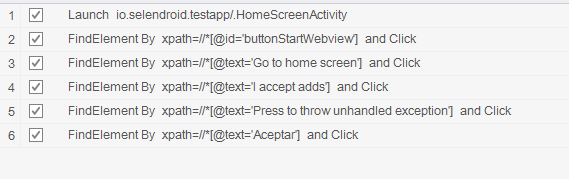 1 Launch io.selendroid.testapp/.HomeScreenActivity
2 FindElement By xpath=//*[@id='buttonStartWebview'] and Click
3 FindElement By xpath=//*[@text='Go to home screen'] and Click
4 FindElement By xpath=//*[@text='I accept adds'] and Click
5 FindElement By xpath=//*[@text='Press to throw unhandled exception'] and Click
6 FindElement By xpath=//*[@text='Aceptar'] and Click